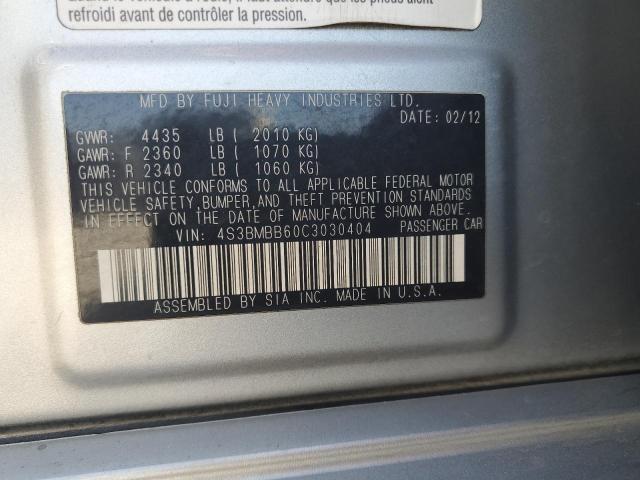 refroidi avant de contrôler la pression.
MFD BY FUJI HEAVY INDUSTRIES LTD.
DATE: 02/12
GVWR: 4435 LB ( 2010 KG)
GAWR: F 2360 LB ( 1070 KG)
GAWR: R 2340 LB ( 1060 KG)
THIS VEHICLE CONFORMS TO ALL APPLICABLE FEDERAL MOTOR
VEHICLE SAFETY, BUMPER, AND THEFT PREVENTION STANDARDS
IN EFFECT ON THE DATE OF MANUFACTURE SHOWN ABOVE.
VIN: 4S3BMBB60C3030404 PASSENGER CAR
ASSEMBLED BY SIA INC. MADE IN U.S.A.